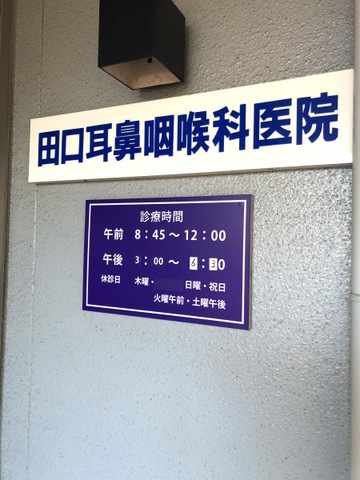 田口耳鼻咽喉科医院
診療時間
午前 8:45〜12:00
午後 3:00〜6:30
休診日 木曜・ 日曜・祝日
火曜午前・土曜午後